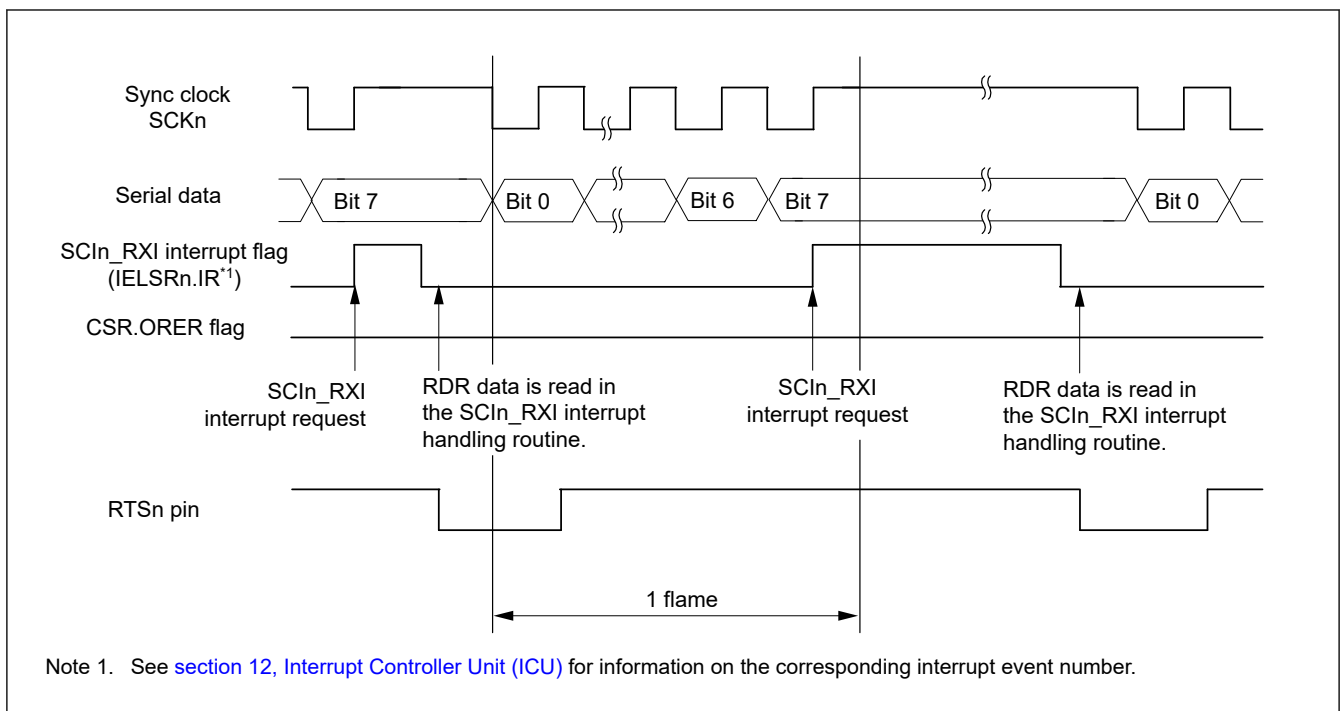 Sync clock
SCKn
Serial data
Bit 7
Bit 0
Bit 6
Bit 7
Bit 0
SCIn_RXI interrupt flag
(IELSRn.IR*1)
CSR.ORER flag
SCIn_RXI
interrupt request
RDR data is read in
the SCIn_RXI interrupt
handling routine.
SCIn_RXI
interrupt request
RDR data is read in
the SCIn_RXI interrupt
handling routine.
RTSn pin
1 flame
Note 1. See section 12, Interrupt Controller Unit (ICU) for information on the corresponding interrupt event number.